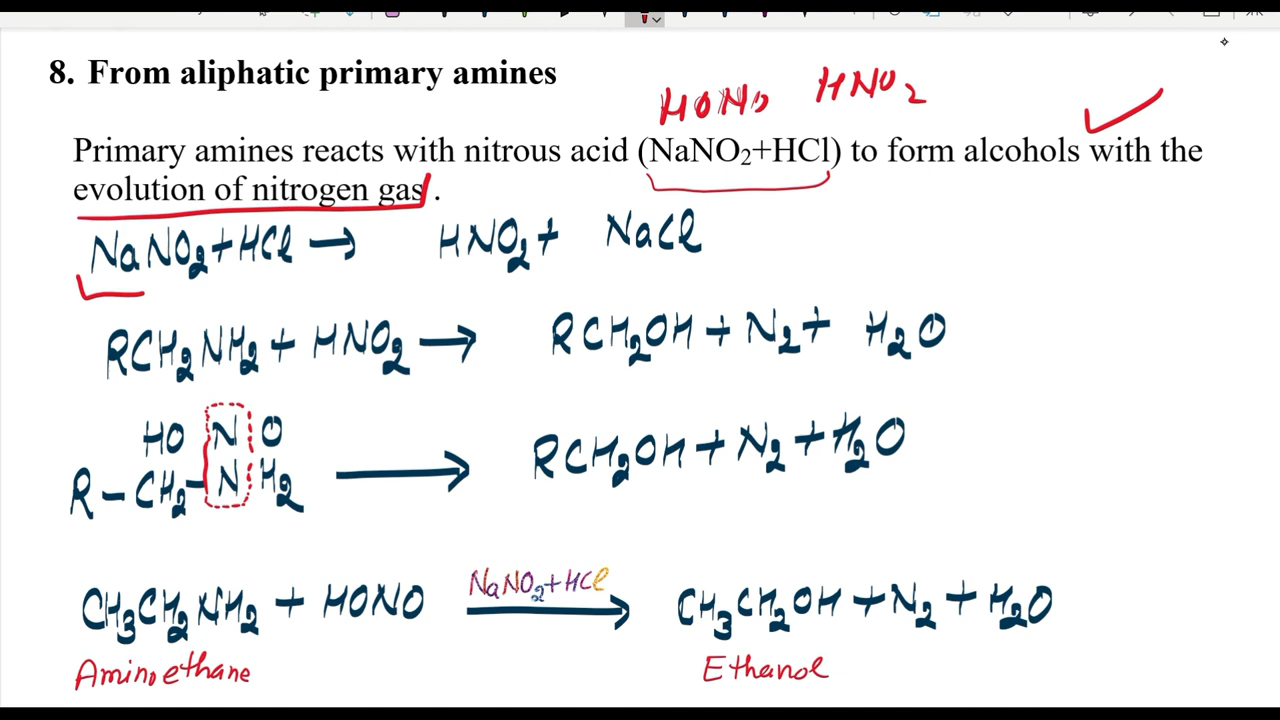 8. From aliphatic primary amines
HONO HNO₂
Primary amines reacts with nitrous acid (NaNO₂+HCl) to form alcohols with the
evolution of nitrogen gas .
NaNO₂+HCl → HNO₂+ NaCl
RCH₂NH₂ + HNO₂ → RCH₂OH + N₂ + H₂O
HO N O
R – CH₂ – N H₂ → RCH₂OH + N₂ + H₂O
NaNO₂+HCl
CH₃CH₂NH₂ + HONO → CH₃CH₂OH + N₂ + H₂O
Aminoethane Ethanol